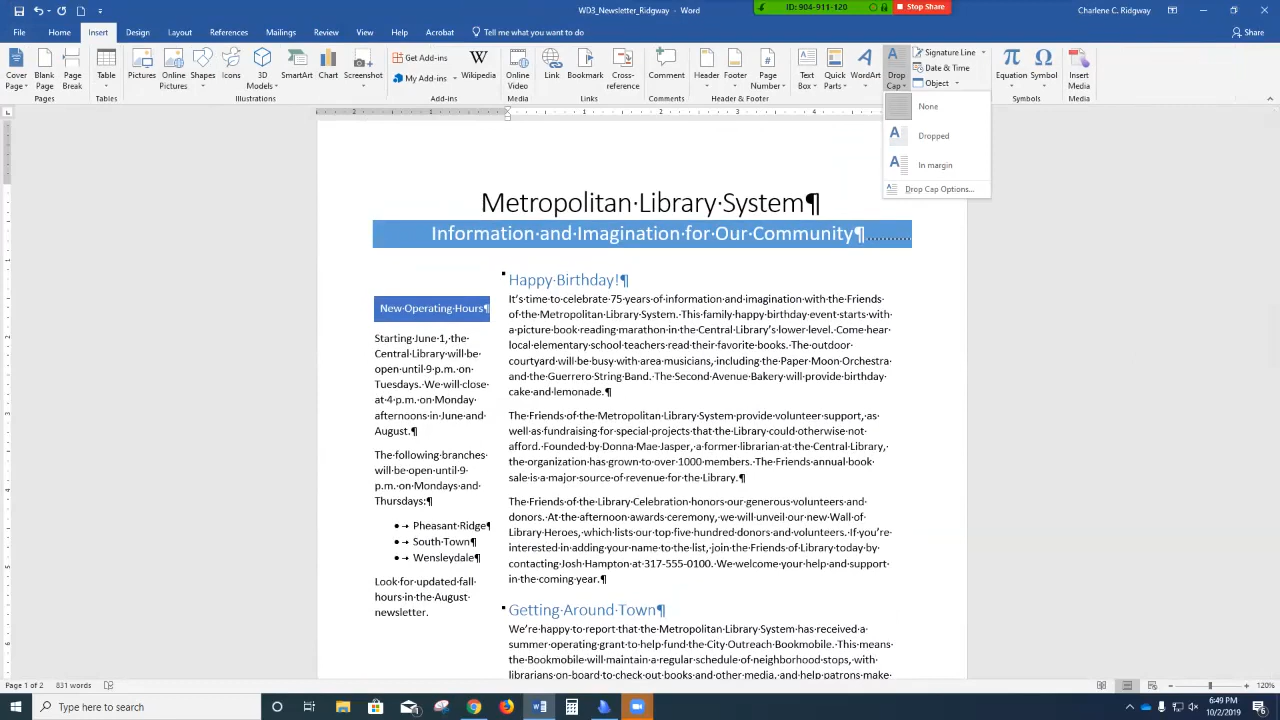 WD3_Newsletter_Ridgway - Word
ID: 904-911-120
Stop Share
Charlene C. Ridgway
File Home Insert Design Layout References Mailings Review View Help Acrobat Tell me what you want to do
Share
Cover Page
Blank Page
Page Break
Pages
Table
Tables
Pictures
Online Pictures
Shapes
Icons
3D Models
SmartArt
Chart
Screenshot
Illustrations
Get Add-ins
My Add-ins
Wikipedia
Add-ins
Online Video
Media
Link
Bookmark
Cross-reference
Links
Comment
Comments
Header
Footer
Page Number
Header & Footer
Text Box
Quick Parts
WordArt
Drop Cap
Signature Line
Date & Time
Object
Equation
Symbol
Symbols
Insert Media
Media
None
Dropped
In margin
Drop Cap Options...
Metropolitan·Library·System¶
Information·and·Imagination·for·Our·Community¶
New·Operating·Hours¶
Starting·June·1,·the·
Central·Library·will·be·
open·until·9·p.m.·on·
Tuesdays.·We·will·close·
at·4·p.m.·on·Monday·
afternoons·in·June·and·
August.¶
The·following·branches·
will·be·open·until·9·
p.m.·on·Mondays·and·
Thursdays:¶
•→Pheasant·Ridge¶
•→South·Town¶
•→Wensleydale¶
Look·for·updated·fall·
hours·in·the·August·
newsletter.
Happy·Birthday!¶
It's·time·to·celebrate·75·years·of·information·and·imagination·with·the·Friends·
of·the·Metropolitan·Library·System.·This·family·happy·birthday·event·starts·with·
a·picture·book·reading·marathon·in·the·Central·Library's·lower·level.·Come·hear·
local·elementary·school·teachers·read·their·favorite·books.·The·outdoor·
courtyard·will·be·busy·with·area·musicians,·including·the·Paper·Moon·Orchestra·
and·the·Guerrero·String·Band.·The·Second·Avenue·Bakery·will·provide·birthday·
cake·and·lemonade.¶
The·Friends·of·the·Metropolitan·Library·System·provide·volunteer·support,·as·
well·as·fundraising·for·special·projects·that·the·Library·could·otherwise·not·
afford.·Founded·by·Donna·Mae·Jasper,·a·former·librarian·at·the·Central·Library,·
the·organization·has·grown·to·over·1000·members.·The·Friends·annual·book·
sale·is·a·major·source·of·revenue·for·the·Library.¶
The·Friends·of·the·Library·Celebration·honors·our·generous·volunteers·and·
donors.·At·the·afternoon·awards·ceremony,·we·will·unveil·our·new·Wall·of·
Library·Heroes,·which·lists·our·top·five·hundred·donors·and·volunteers.·If·you're·
interested·in·adding·your·name·to·the·list,·join·the·Friends·of·Library·today·by·
contacting·Josh·Hampton·at·317-555-0100.·We·welcome·your·help·and·support·
in·the·coming·year.¶
Getting·Around·Town¶
We're·happy·to·report·that·the·Metropolitan·Library·System·has·received·a·
summer·operating·grant·to·help·fund·the·City·Outreach·Bookmobile.·This·means·
the·Bookmobile·will·maintain·a·regular·schedule·of·neighborhood·stops,·with·
librarians·on-board·to·check·out·books·and·other·media,·and·help·patrons·make·
Page 1 of 2
831 words
120%
Type here to search
6:49 PM
10/2/2019